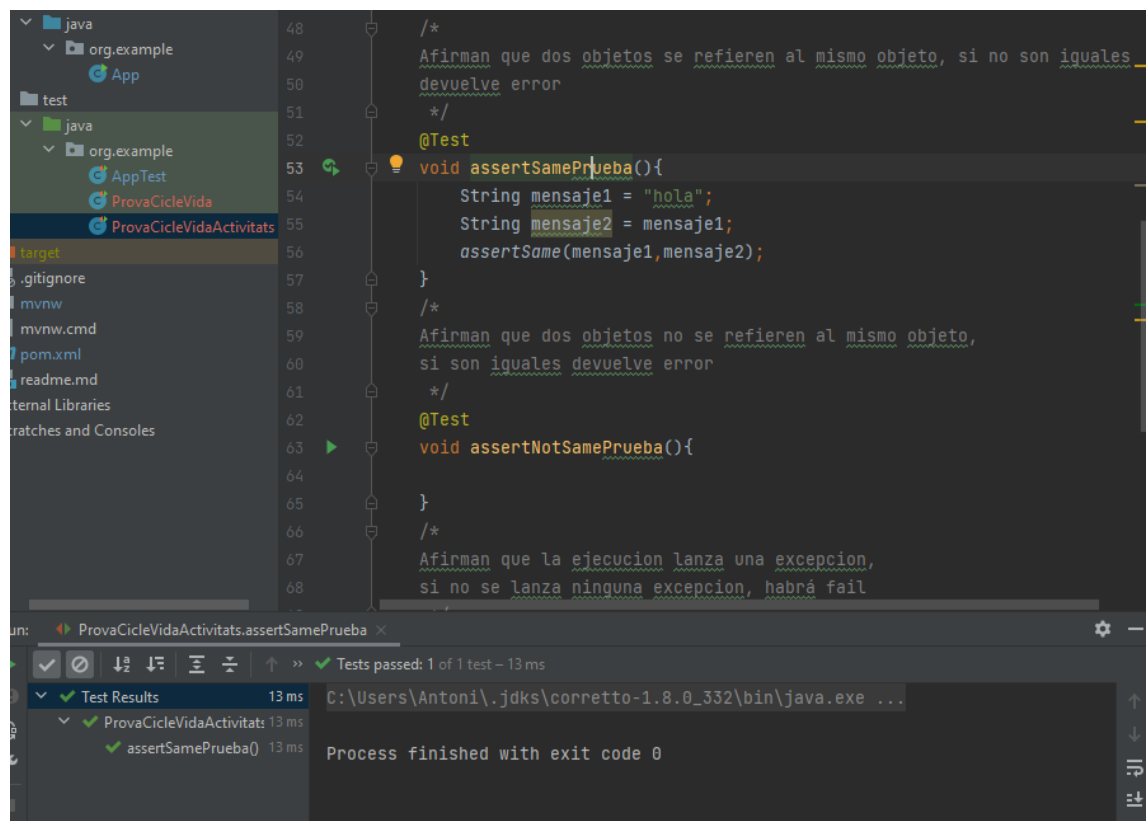 java
org.example
App
test
java
org.example
AppTest
ProvaCicleVida
ProvaCicleVidaActivitats
target
.gitignore
mvnw
mvnw.cmd
pom.xml
readme.md
ternal Libraries
ratches and Consoles
48 /*
49 Afirman que dos objetos se refieren al mismo objeto, si no son iguales
50 devuelve error
51 */
52 @Test
53 void assertSamePrueba(){
54 String mensaje1 = "hola";
55 String mensaje2 = mensaje1;
56 assertSame(mensaje1,mensaje2);
57 }
58 /*
59 Afirman que dos objetos no se refieren al mismo objeto,
60 si son iguales devuelve error
61 */
62 @Test
63 void assertNotSamePrueba(){
64
65 }
66 /*
67 Afirman que la ejecucion lanza una excepcion,
68 si no se lanza ninguna excepcion, habrá fail
un: ProvaCicleVidaActivitats.assertSamePrueba ×
» Tests passed: 1 of 1 test – 13 ms
Test Results 13 ms
ProvaCicleVidaActivitats 13 ms
assertSamePrueba() 13 ms
C:\Users\Antoni\.jdks\corretto-1.8.0_332\bin\java.exe ...
Process finished with exit code 0